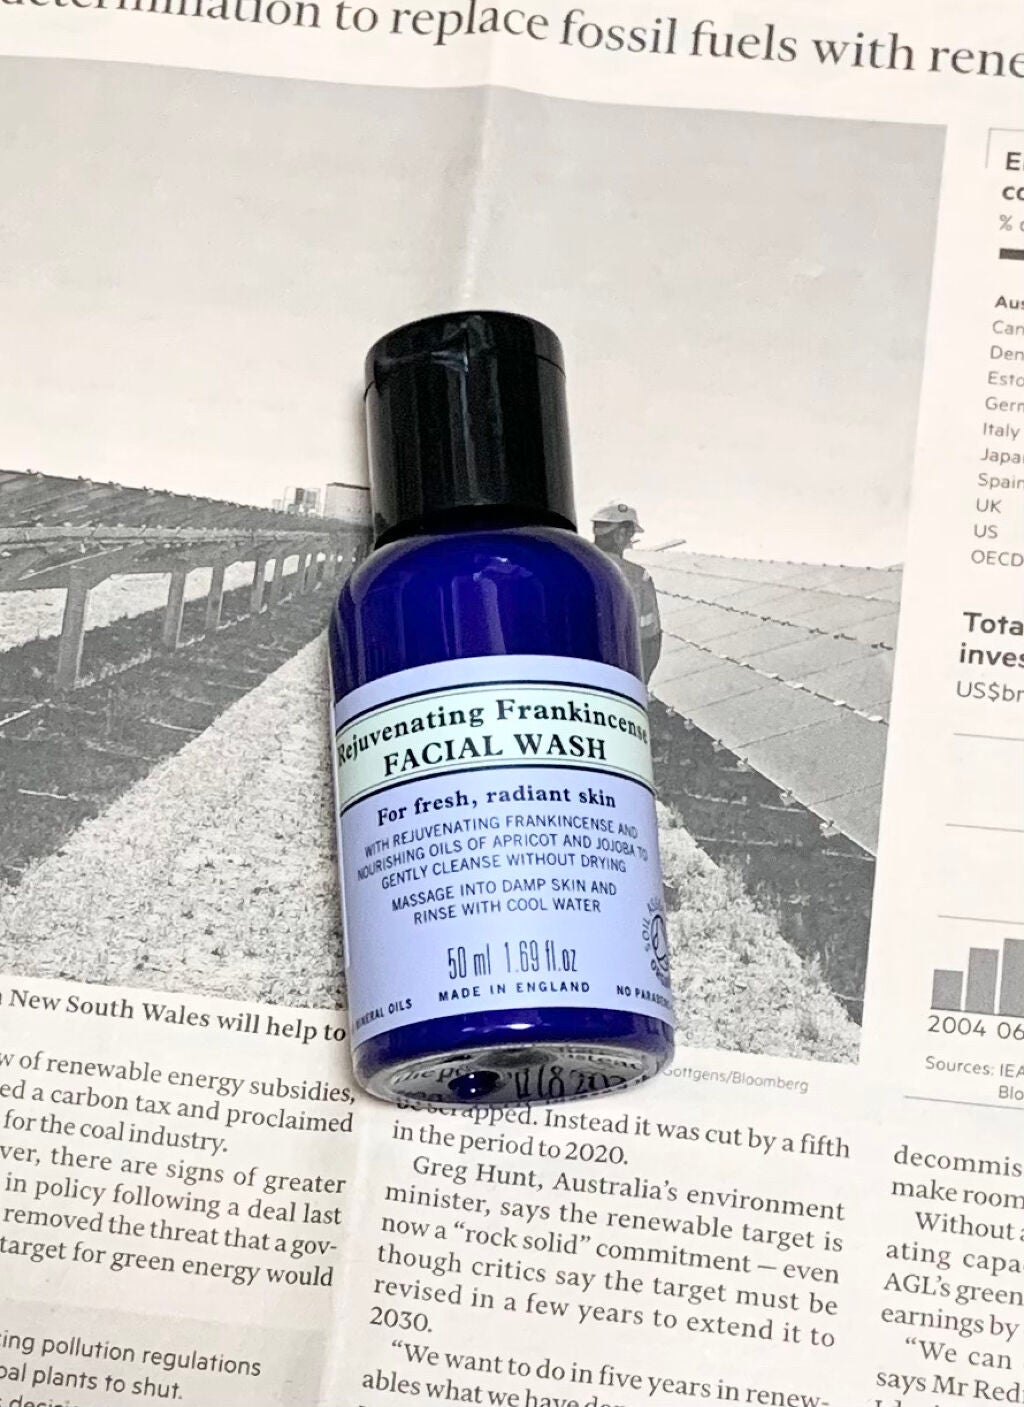 determination to replace fossil fuels with rene
Rejuvenating Frankincense
FACIAL WASH
For fresh, radiant skin
WITH REJUVENATING FRANKINCENSE AND
NOURISHING OILS OF APRICOT AND JOJOBA TO
GENTLY CLEANSE WITHOUT DRYING
MASSAGE INTO DAMP SKIN AND
RINSE WITH COOL WATER
50 ml 1.69 fl.oz
MINERAL OILS MADE IN ENGLAND NO PARABENS
New South Wales will help to
w of renewable energy subsidies,
ed a carbon tax and proclaimed
for the coal industry.
ver, there are signs of greater
in policy following a deal last
removed the threat that a gov-
target for green energy would
ing pollution regulations
oal plants to shut.
Gottgens/Bloomberg
be scrapped. Instead it was cut by a fifth
in the period to 2020.
Greg Hunt, Australia's environment
minister, says the renewable target is
now a "rock solid" commitment — even
though critics say the target must be
revised in a few years to extend it to
2030.
"We want to do in five years in renew-
ables what we have
E
co
% o
Aus
Can
Den
Esto
Germ
Italy
Japa
Spain
UK
US
OECD
Tota
inves
US$br
2004 06
Sources: IEA
Blo
decommis
make room
Without a
ating capa
AGL's green
earnings by
"We can
says Mr Red